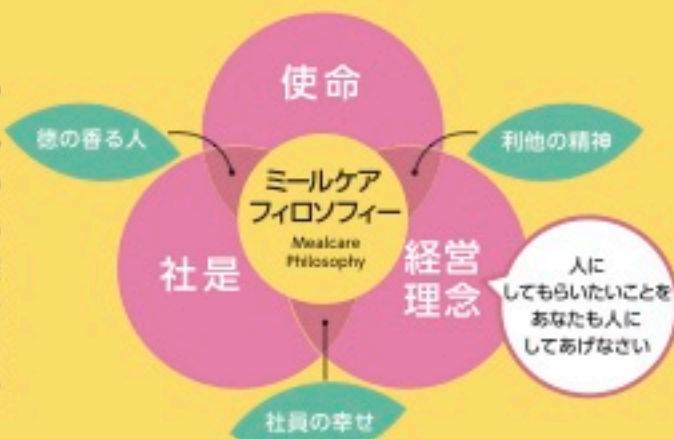 使命
徳の香る人
利他の精神
ミールケア
フィロソフィー
Mealcare
Philosophy
社是
経営
理念
人に
してもらいたいことを
あなたも人に
してあげなさい
社員の幸せ